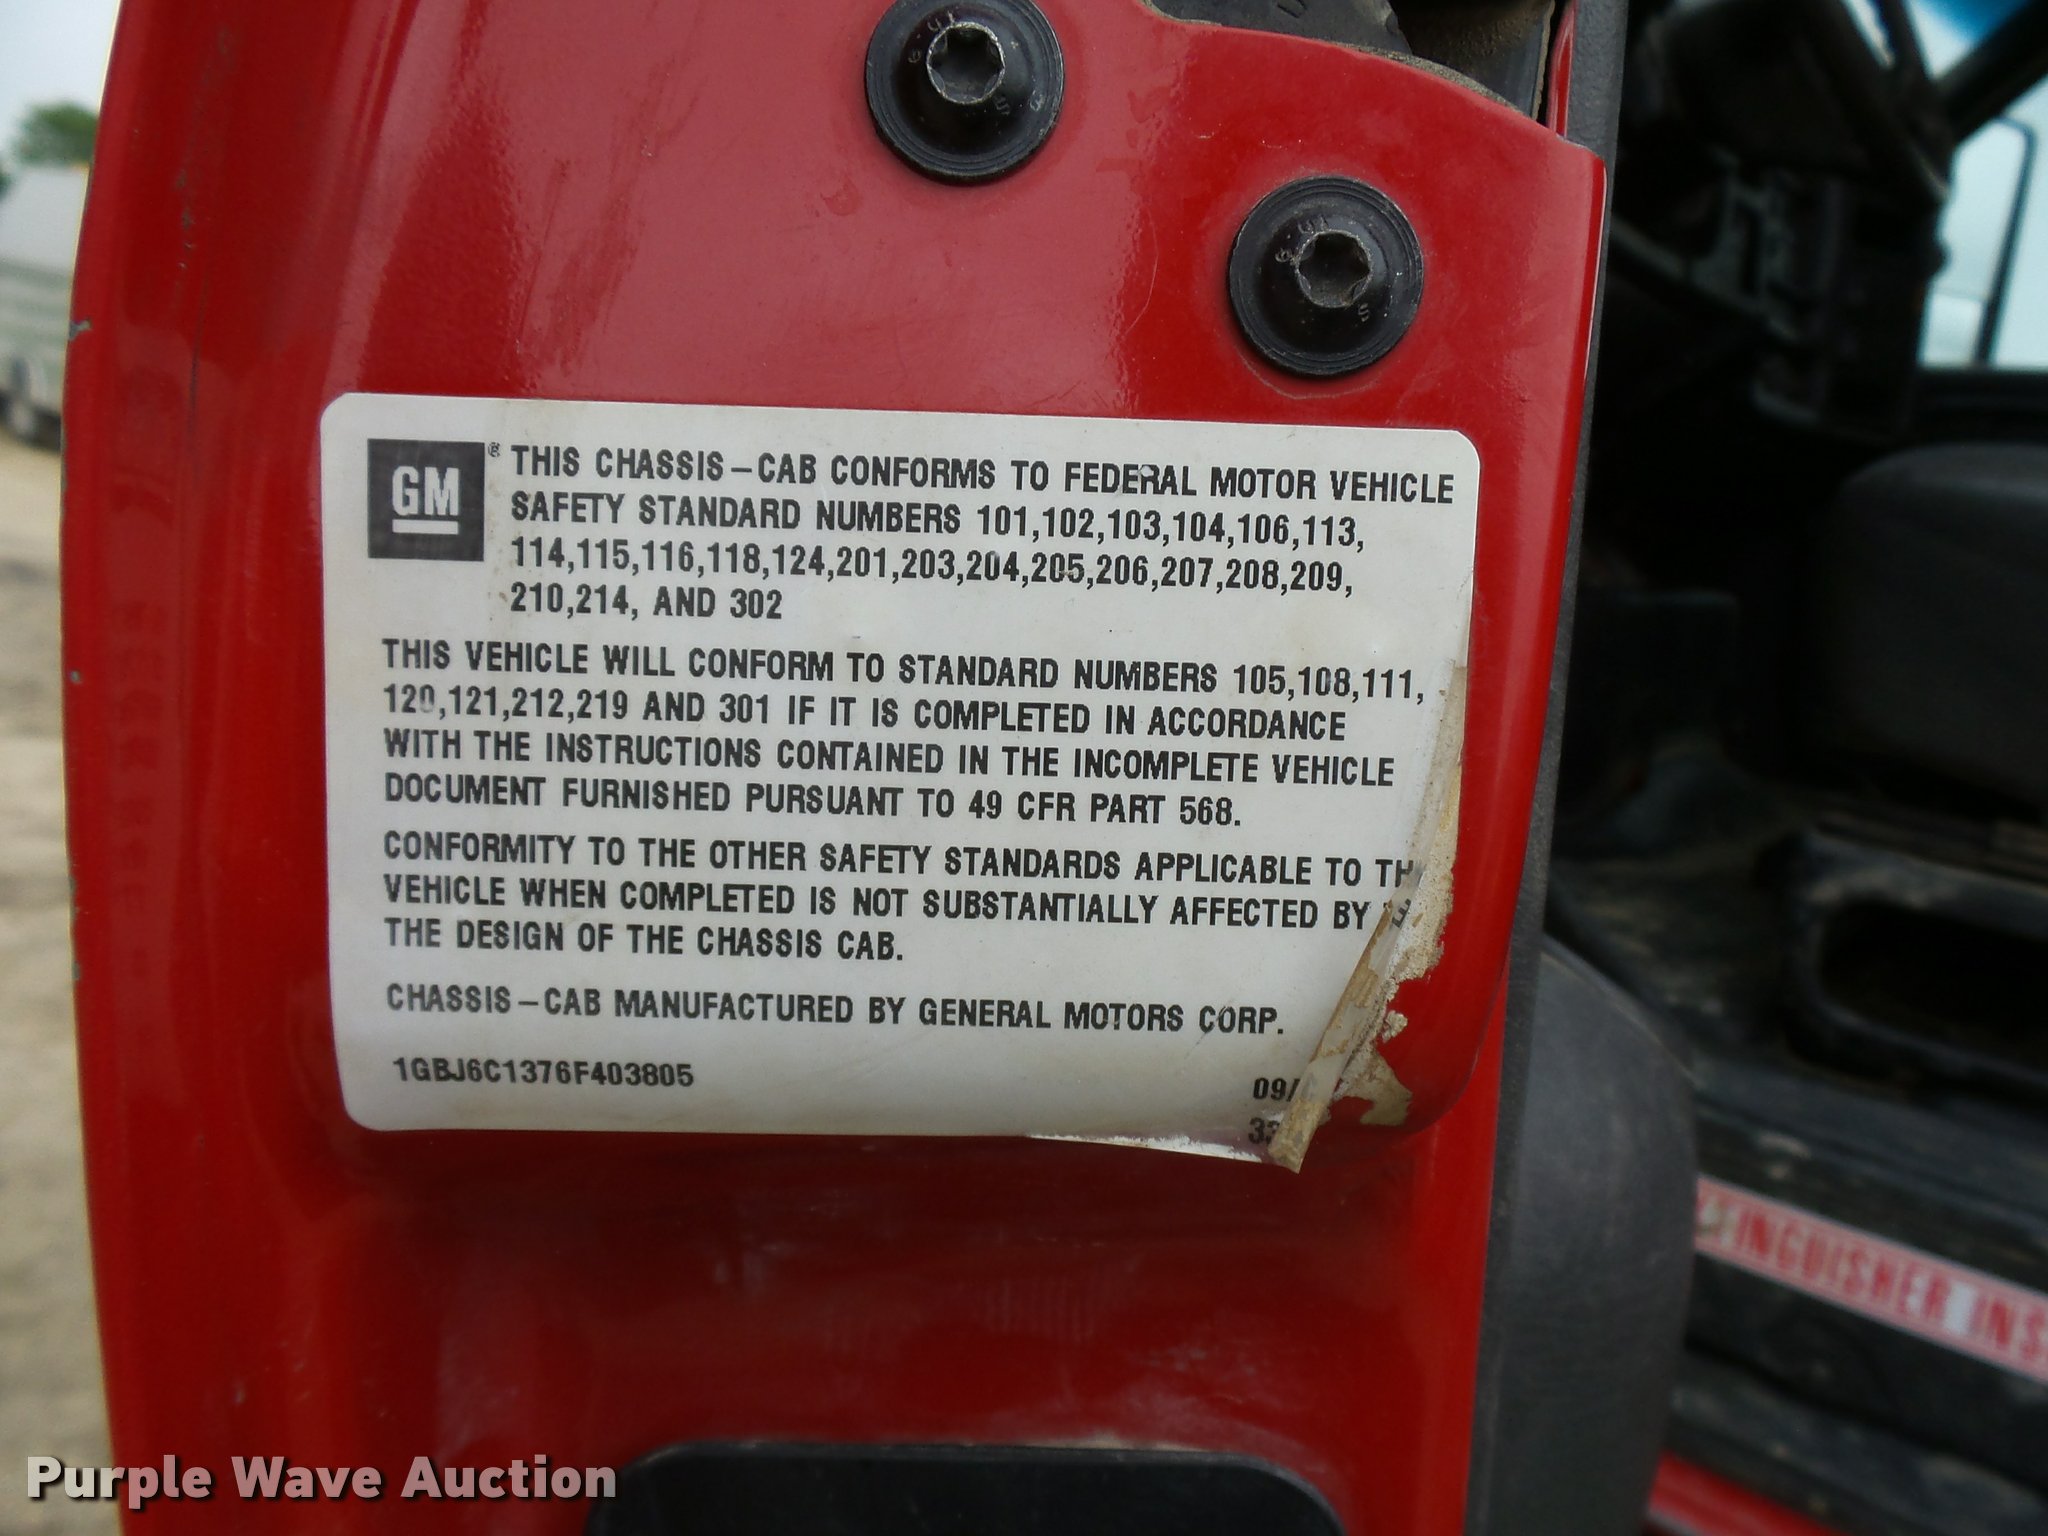 GM ® THIS CHASSIS-CAB CONFORMS TO FEDERAL MOTOR VEHICLE
SAFETY STANDARD NUMBERS 101,102,103,104,106,113,
114,115,116,118,124,201,203,204,205,206,207,208,209,
210,214, AND 302
THIS VEHICLE WILL CONFORM TO STANDARD NUMBERS 105,108,111,
120,121,212,219 AND 301 IF IT IS COMPLETED IN ACCORDANCE
WITH THE INSTRUCTIONS CONTAINED IN THE INCOMPLETE VEHICLE
DOCUMENT FURNISHED PURSUANT TO 49 CFR PART 568.
CONFORMITY TO THE OTHER SAFETY STANDARDS APPLICABLE TO TH
VEHICLE WHEN COMPLETED IS NOT SUBSTANTIALLY AFFECTED BY
THE DESIGN OF THE CHASSIS CAB.
CHASSIS-CAB MANUFACTURED BY GENERAL MOTORS CORP.
1GBJ6C1376F403805 09/
INGUISHER INS
Purple Wave Auction